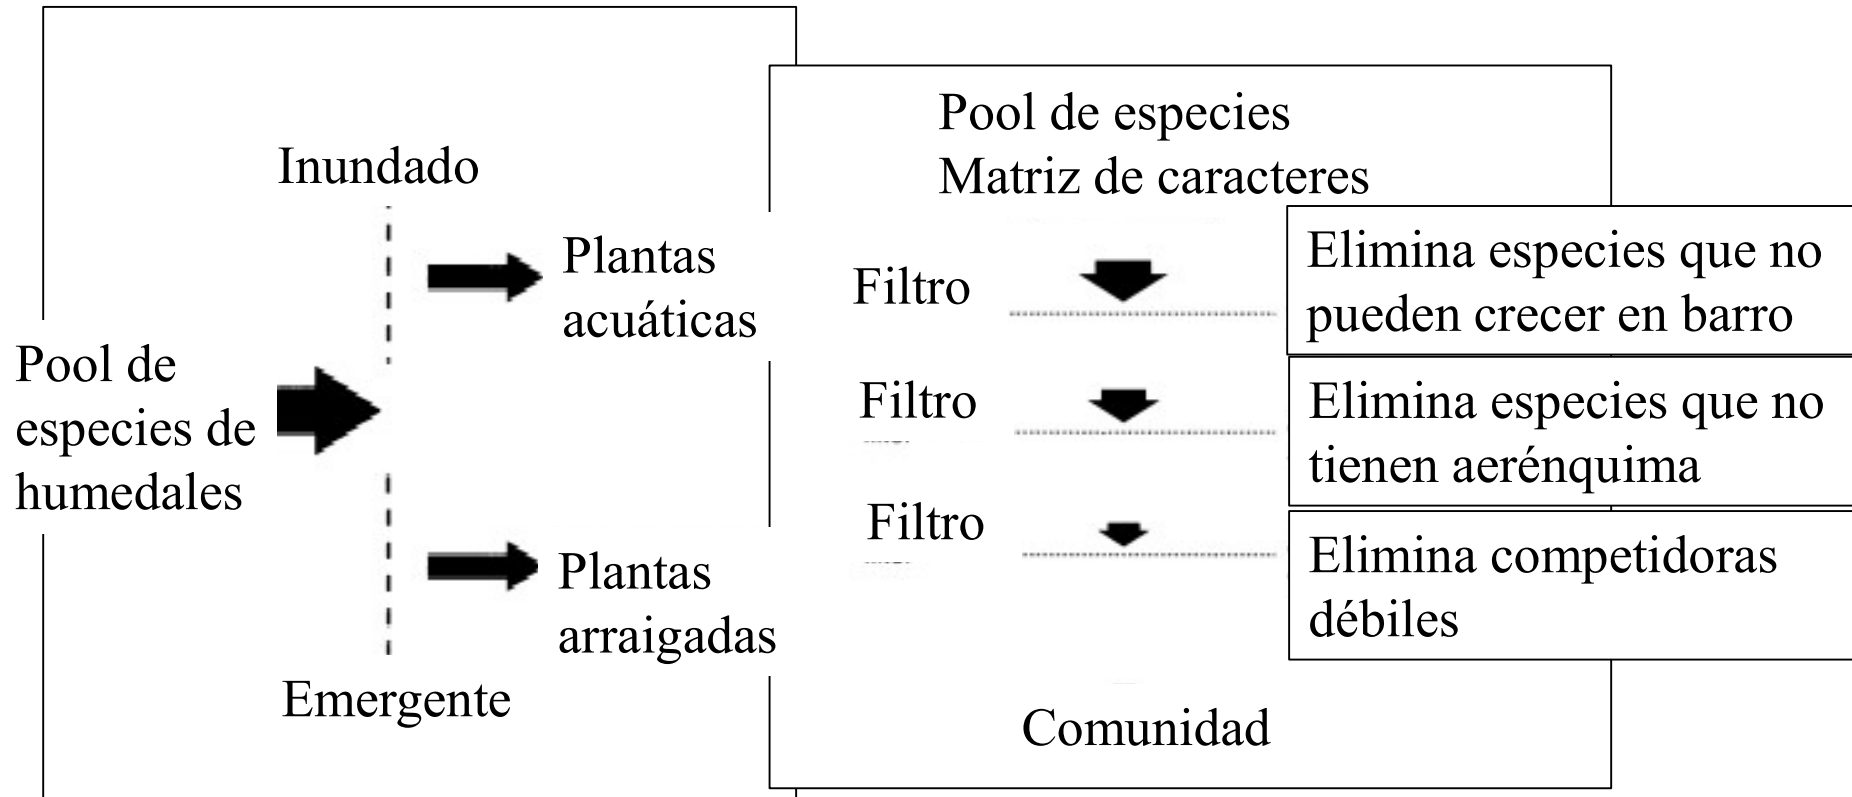 Inundado
Plantas
acuáticas
Pool de
especies de
humedales
Plantas
arraigadas
Emergente
Pool de especies
Matriz de caracteres
Filtro
Elimina especies que no
pueden crecer en barro
Filtro
Elimina especies que no
tienen aerénquima
Filtro
Elimina competidoras
débiles
Comunidad